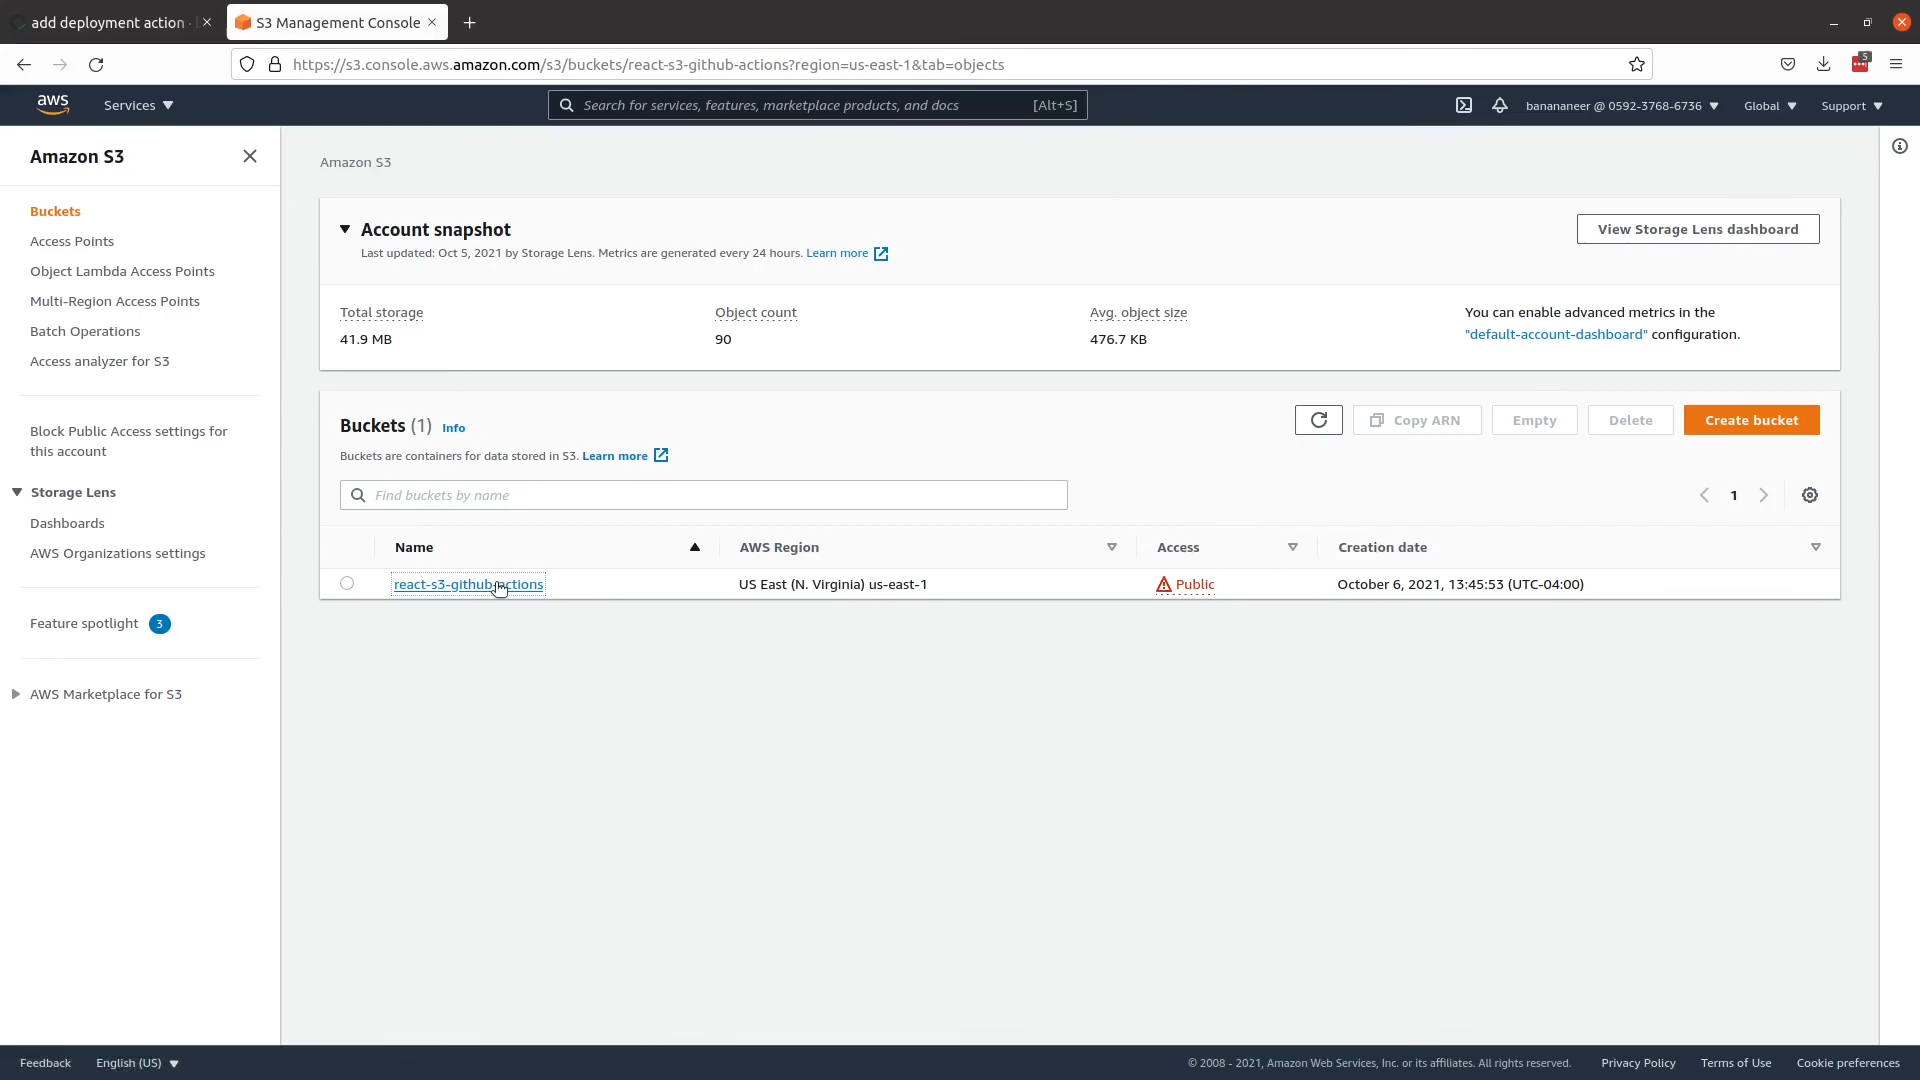 add deployment action
S3 Management Console
https://s3.console.aws.amazon.com/s3/buckets/react-s3-github-actions?region=us-east-1&tab=objects
5
aws
Services
Search for services, features, marketplace products, and docs
[Alt+S]
banananeer @ 0592-3768-6736
Global
Support
Amazon S3
Buckets
Access Points
Object Lambda Access Points
Multi-Region Access Points
Batch Operations
Access analyzer for S3
Block Public Access settings for
this account
Storage Lens
Dashboards
AWS Organizations settings
Feature spotlight 3
AWS Marketplace for S3
Amazon S3
Account snapshot
Last updated: Oct 5, 2021 by Storage Lens. Metrics are generated every 24 hours. Learn more
View Storage Lens dashboard
Total storage
41.9 MB
Object count
90
Avg. object size
476.7 KB
You can enable advanced metrics in the
"default-account-dashboard" configuration.
Buckets (1) Info
Buckets are containers for data stored in S3. Learn more
Copy ARN
Empty
Delete
Create bucket
Find buckets by name
1
Name
AWS Region
Access
Creation date
react-s3-github-actions
US East (N. Virginia) us-east-1
Public
October 6, 2021, 13:45:53 (UTC-04:00)
Feedback
English (US)
© 2008 - 2021, Amazon Web Services, Inc. or its affiliates. All rights reserved.
Privacy Policy
Terms of Use
Cookie preferences